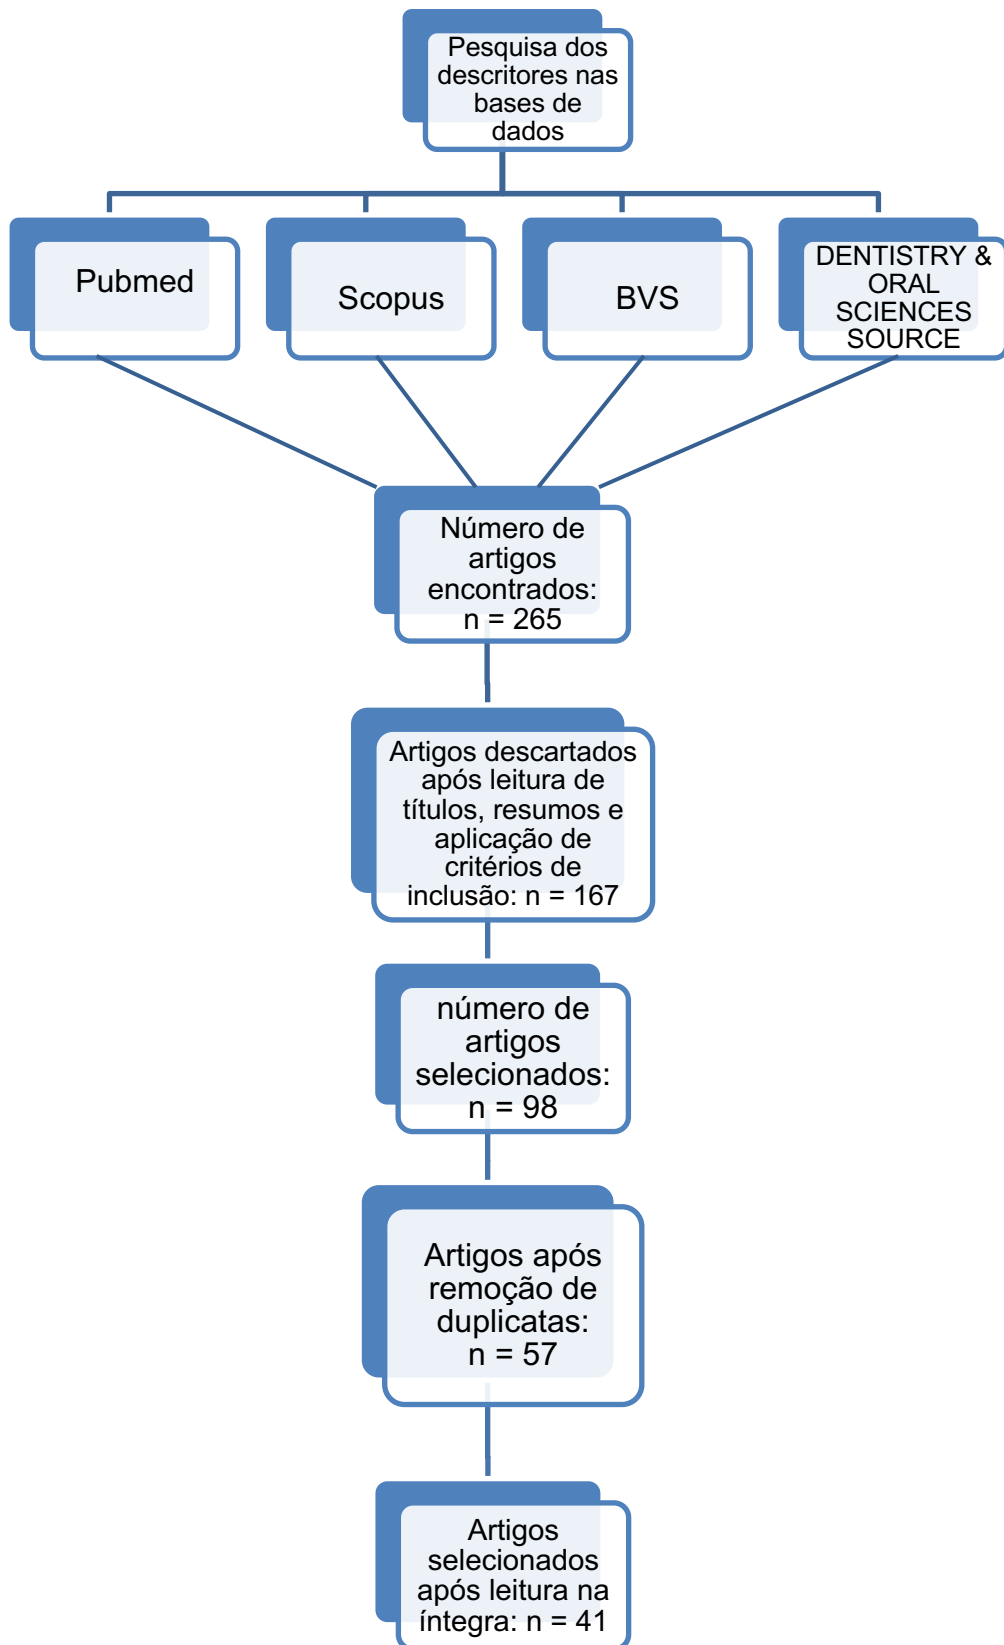 Pesquisa dos
descritores nas
bases de
dados
Pubmed
Scopus
BVS
DENTISTRY &
ORAL
SCIENCES
SOURCE
Número de
artigos
encontrados:
n = 265
Artigos descartados
após leitura de
títulos, resumos e
aplicação de
critérios de
inclusão: n = 167
número de
artigos
selecionados:
n = 98
Artigos após
remoção de
duplicatas:
n = 57
Artigos
selecionados
após leitura na
íntegra: n = 41